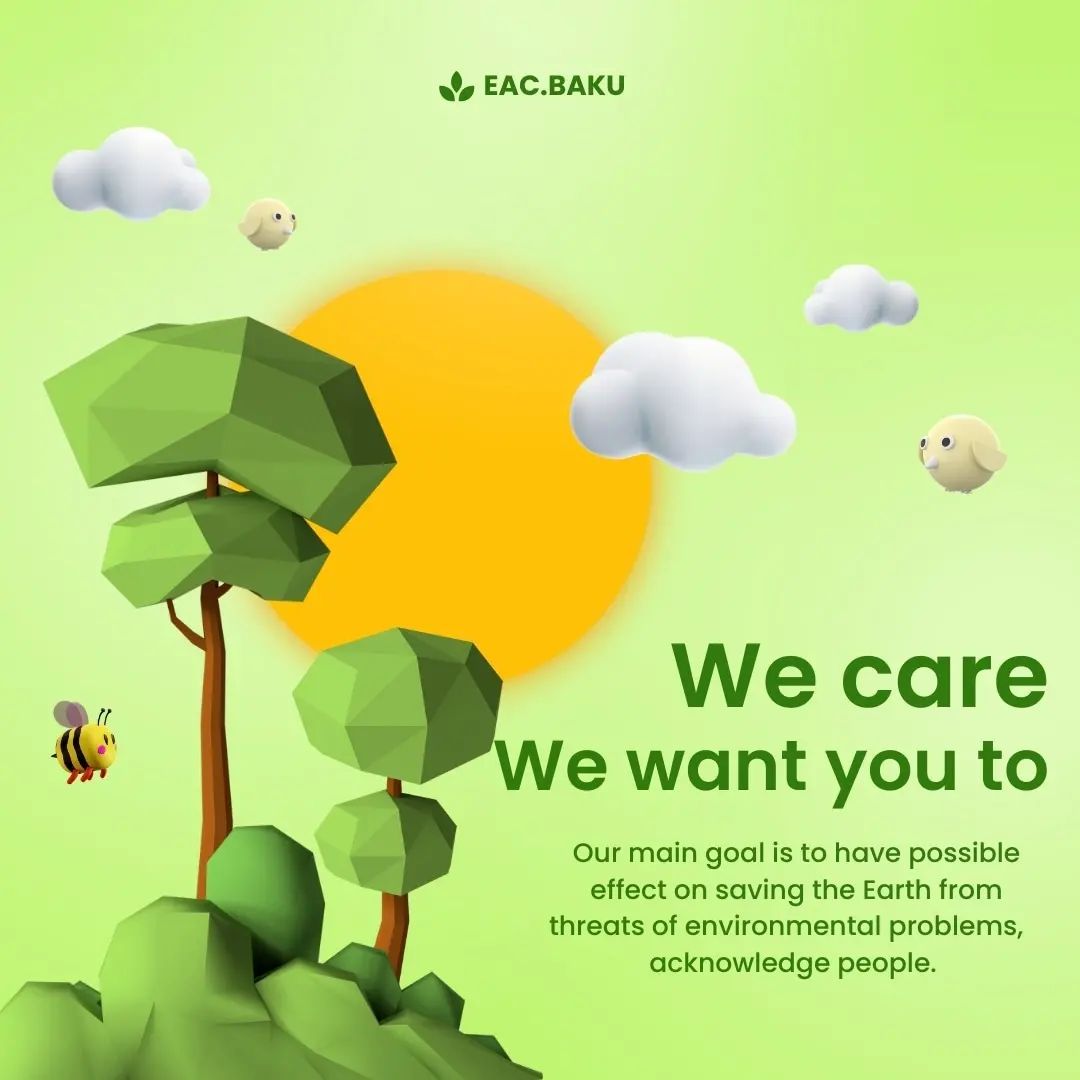 EAC.BAKU
We care
We want you to
Our main goal is to have possible
effect on saving the Earth from
threats of environmental problems,
acknowledge people.